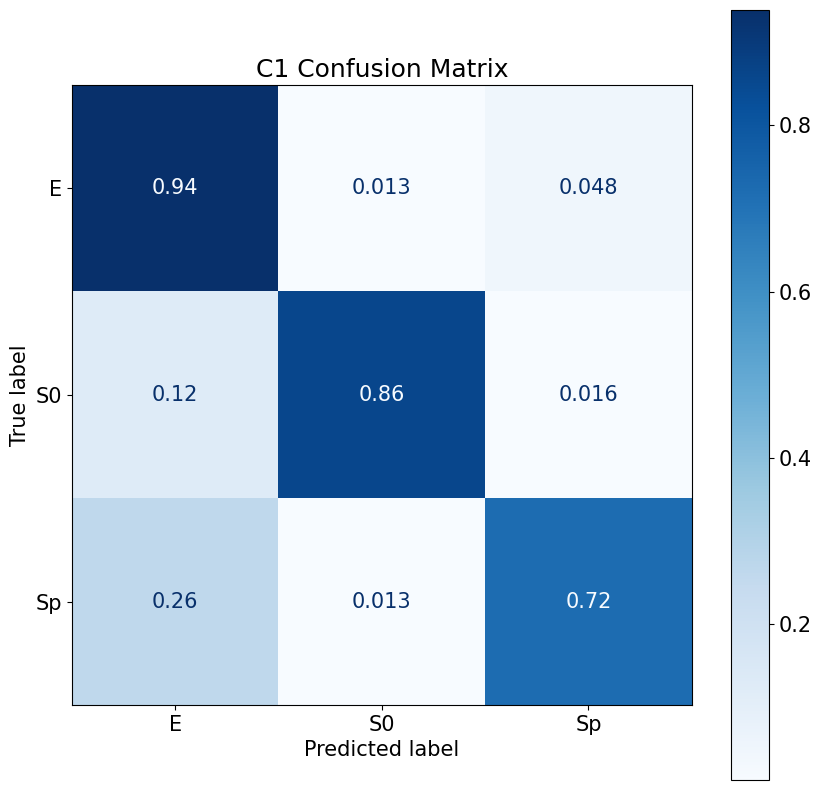 C1 Confusion Matrix
True label
E
0.94 0.013 0.048
S0
0.12 0.86 0.016
Sp
0.26 0.013 0.72
E S0 Sp
Predicted label
0.8
0.6
0.4
0.2